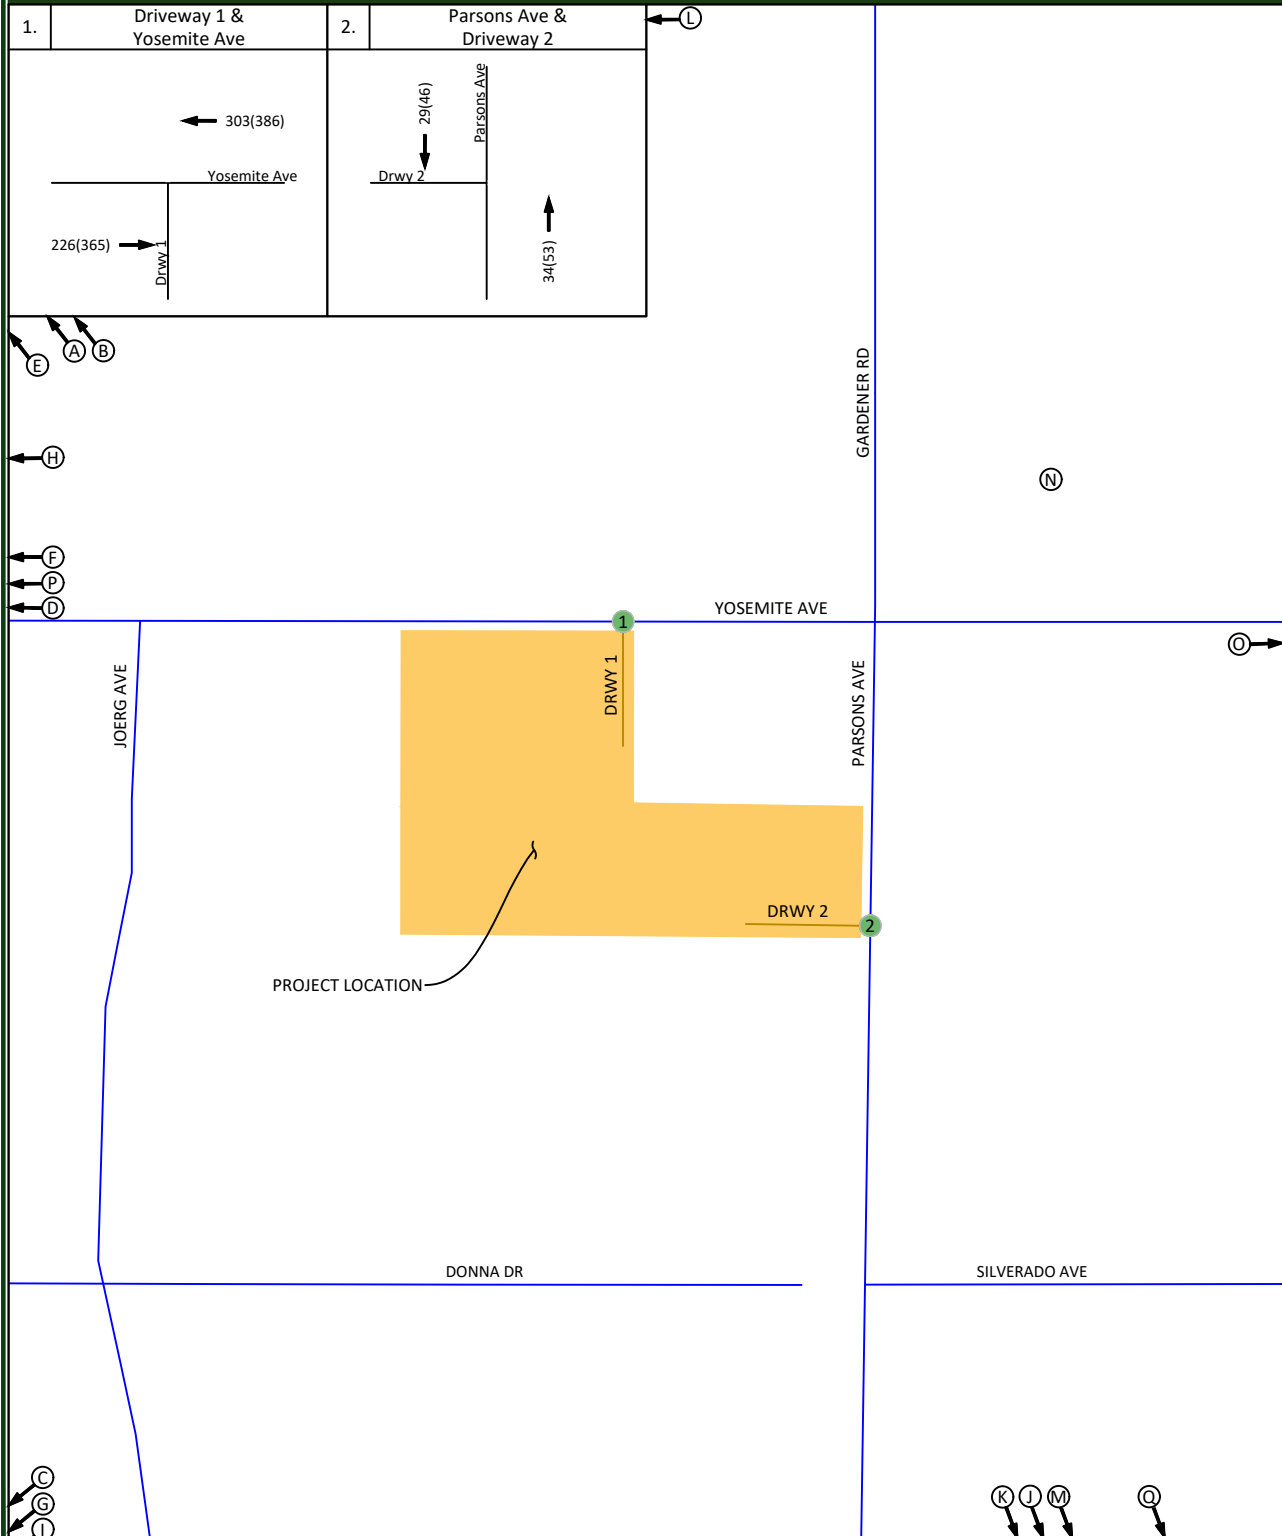 1.
Driveway 1 &
Yosemite Ave
2.
Parsons Ave &
Driveway 2
L
303(386)
Yosemite Ave
226(365)
Drwy 1
29(46)
Parsons Ave
Drwy 2
34(53)
E
A
B
H
F
P
D
GARDENER RD
N
YOSEMITE AVE
1
O
JOERG AVE
DRWY 1
PARSONS AVE
DRWY 2
2
PROJECT LOCATION
DONNA DR
SILVERADO AVE
C
G
I
K
J
M
Q